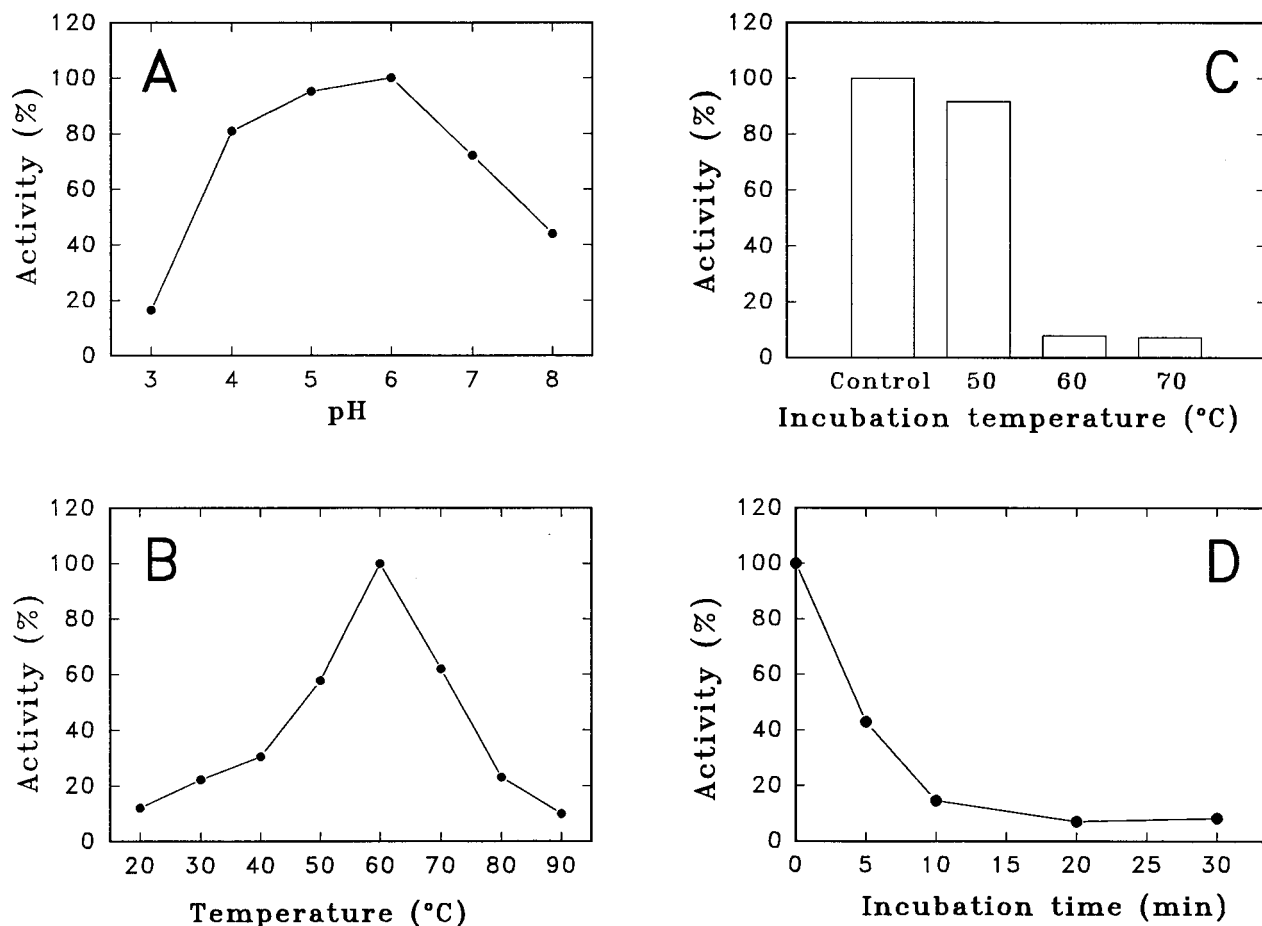 A
120
100
80
60
40
20
0
Activity (%)
3 4 5 6 7 8
pH
C
120
100
80
60
40
20
0
Activity (%)
Control 50 60 70
Incubation temperature (°C)
B
120
100
80
60
40
20
0
Activity (%)
20 30 40 50 60 70 80 90
Temperature (°C)
D
120
100
80
60
40
20
0
Activity (%)
0 5 10 15 20 25 30
Incubation time (min)